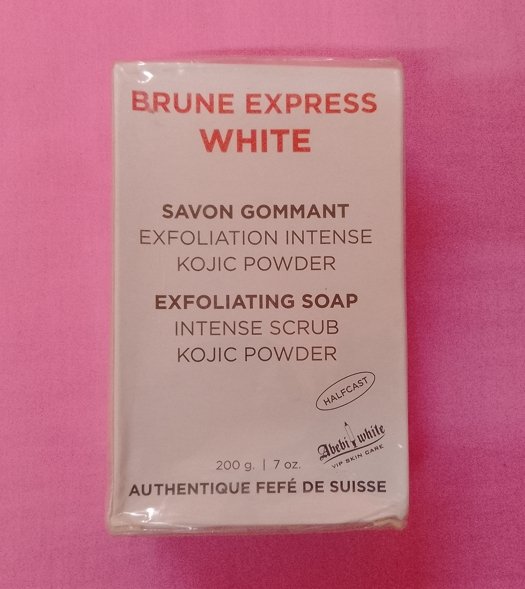 BRUNE EXPRESS
WHITE
SAVON GOMMANT
EXFOLIATION INTENSE
KOJIC POWDER
EXFOLIATING SOAP
INTENSE SCRUB
KOJIC POWDER
HALFCAST
Abebi white
VIP SKIN CARE
200 g. | 7 oz.
AUTHENTIQUE FEFÉ DE SUISSE